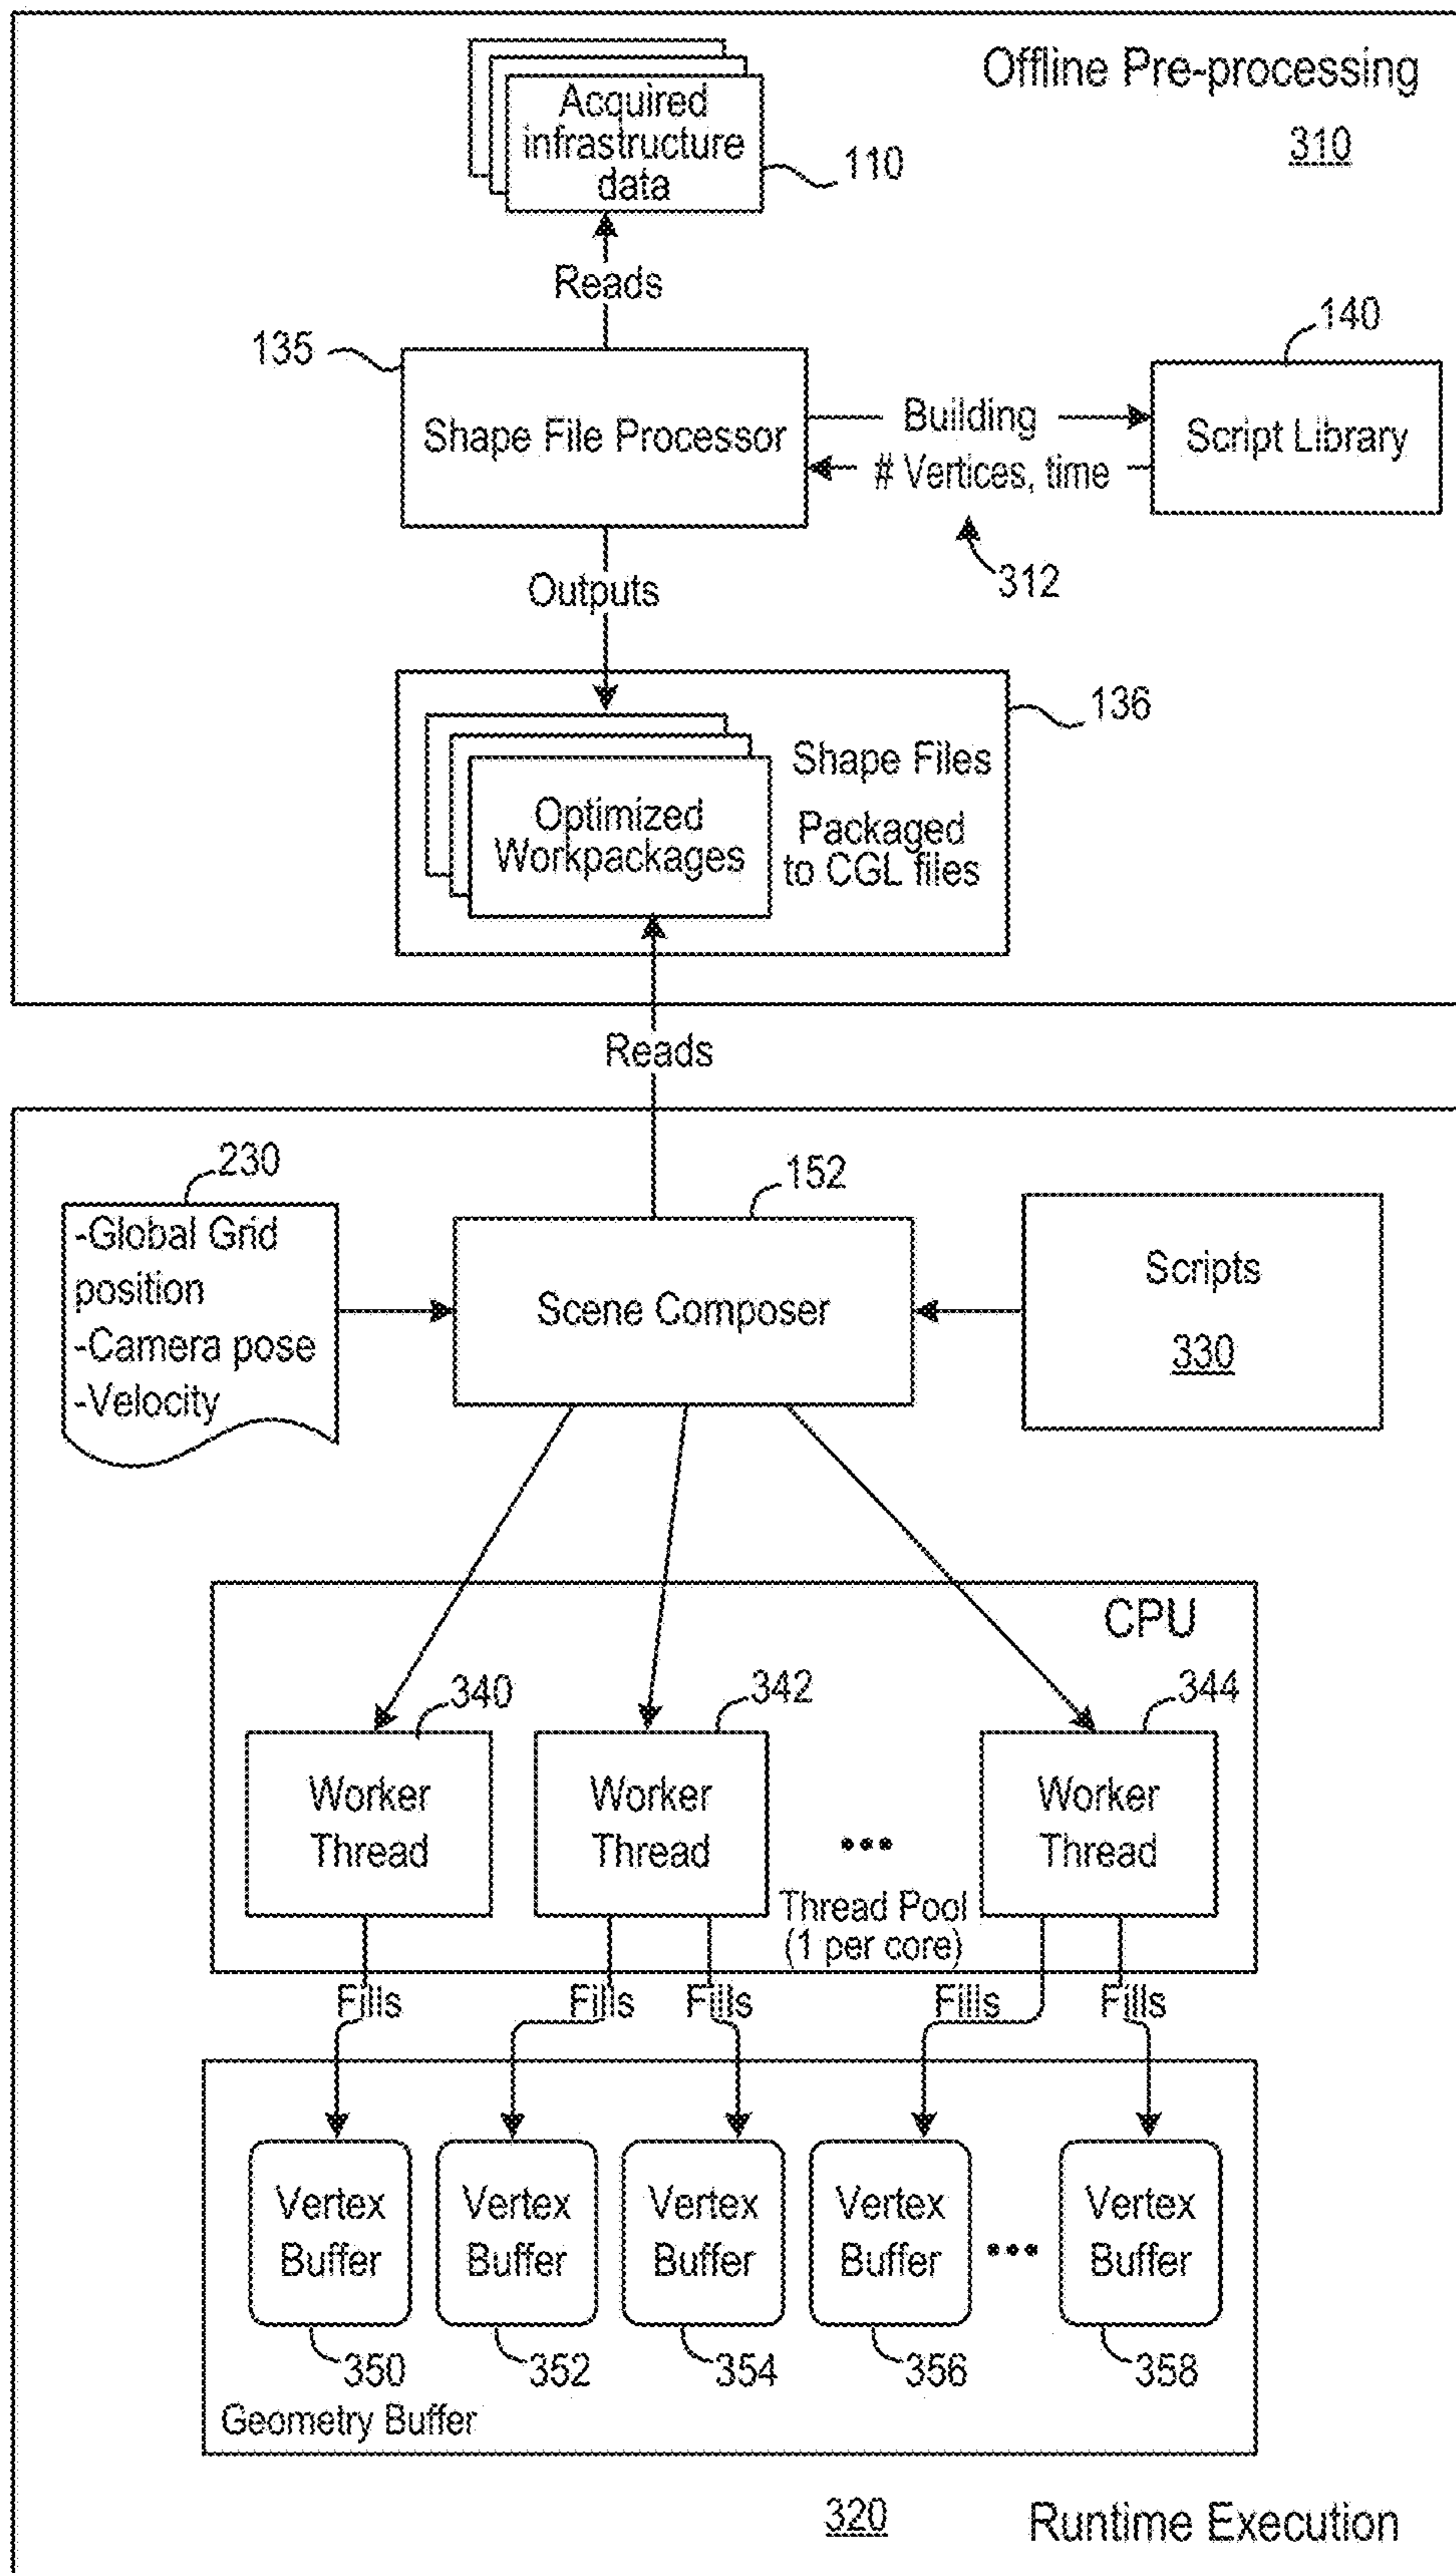 Offline Pre-processing
310
Acquired
infrastructure
data
110
Reads
135
Shape File Processor
Building
# Vertices, time
312
140
Script Library
Outputs
136
Optimized
Workpackages
Shape Files
Packaged
to CGL files
Reads
230
-Global Grid
position
-Camera pose
-Velocity
152
Scene Composer
Scripts
330
CPU
340
Worker
Thread
342
Worker
Thread
•••
Thread Pool
(1 per core)
344
Worker
Thread
Fills
Fills
Fills
Fills
Fills
Vertex
Buffer
350
Vertex
Buffer
352
Vertex
Buffer
354
Vertex
Buffer
356
•••
Vertex
Buffer
358
Geometry Buffer
320
Runtime Execution